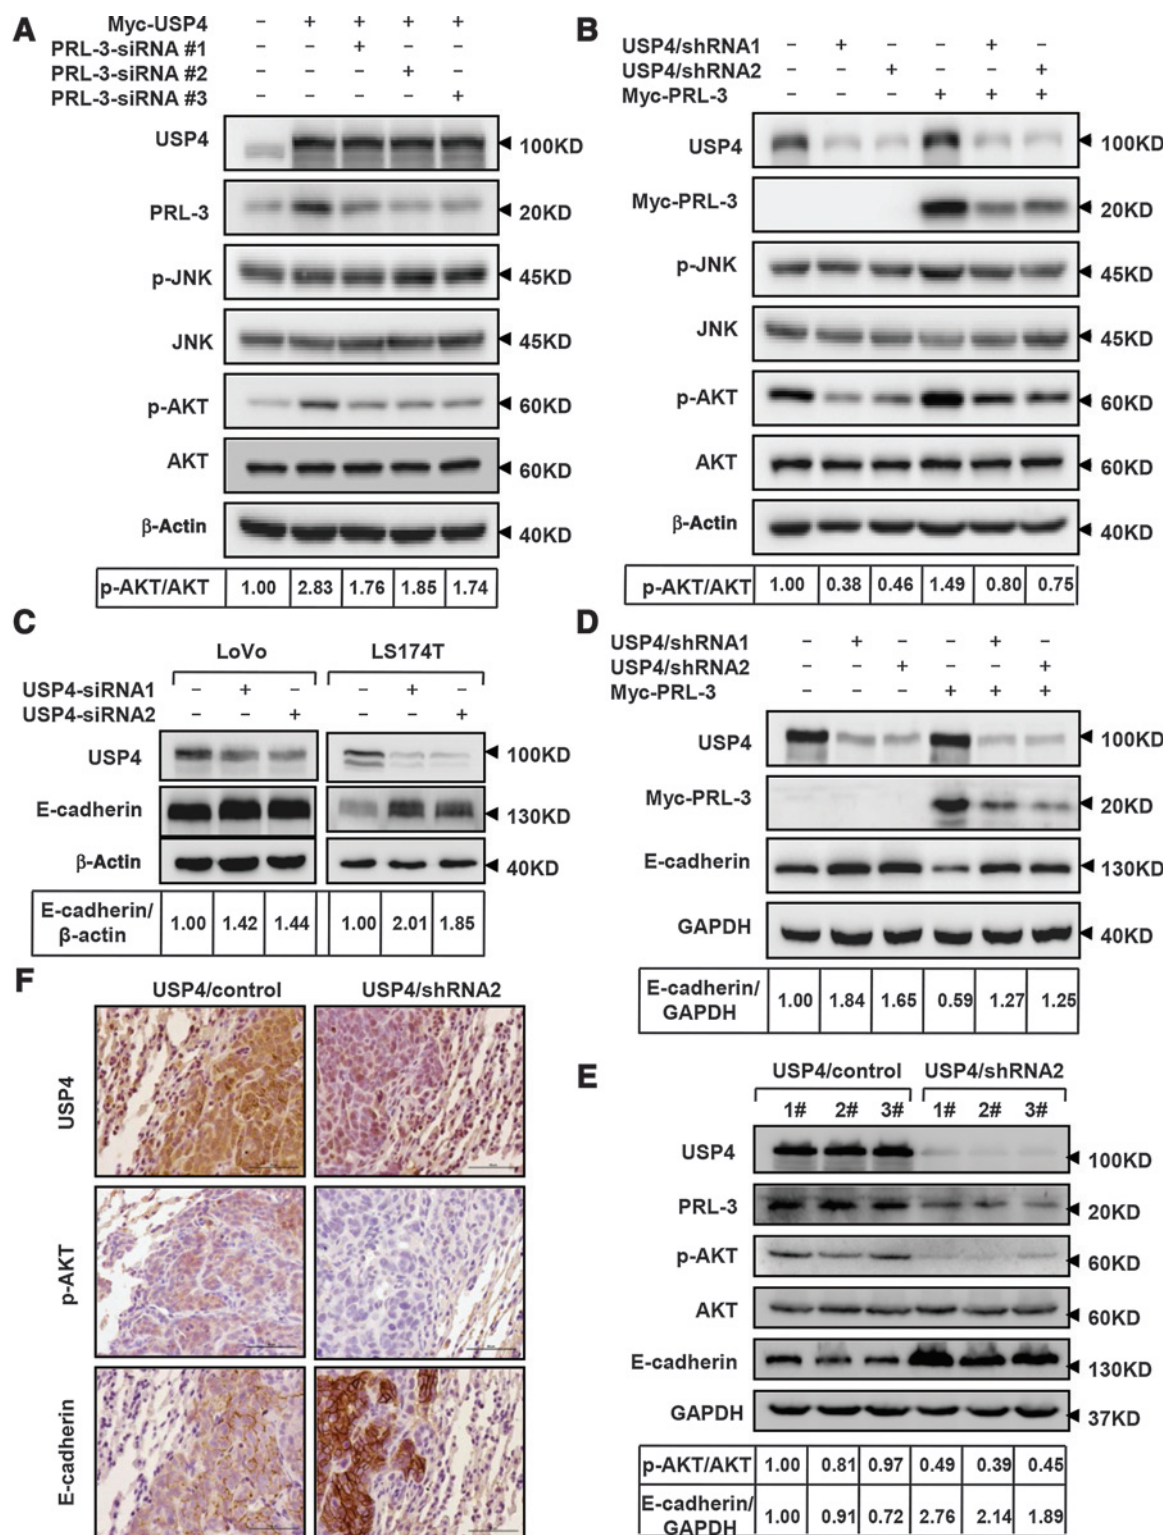 A
Myc-USP4 − + + + +
PRL-3-siRNA #1 − − + − −
PRL-3-siRNA #2 − − − + −
PRL-3-siRNA #3 − − − − +
USP4 100KD
PRL-3 20KD
p-JNK 45KD
JNK 45KD
p-AKT 60KD
AKT 60KD
β-Actin 40KD
p-AKT/AKT 1.00 2.83 1.76 1.85 1.74
B
USP4/shRNA1 − + − − + −
USP4/shRNA2 − − + − − +
Myc-PRL-3 − − − + + +
USP4 100KD
Myc-PRL-3 20KD
p-JNK 45KD
JNK 45KD
p-AKT 60KD
AKT 60KD
β-Actin 40KD
p-AKT/AKT 1.00 0.38 0.46 1.49 0.80 0.75
C
LoVo LS174T
USP4-siRNA1 − + − − + −
USP4-siRNA2 − − + − − +
USP4 100KD
E-cadherin 130KD
β-Actin 40KD
E-cadherin/
β-actin 1.00 1.42 1.44 1.00 2.01 1.85
D
USP4/shRNA1 − + − − + −
USP4/shRNA2 − − + − − +
Myc-PRL-3 − − − + + +
USP4 100KD
Myc-PRL-3 20KD
E-cadherin 130KD
GAPDH 40KD
E-cadherin/
GAPDH 1.00 1.84 1.65 0.59 1.27 1.25
E
USP4/control USP4/shRNA2
1# 2# 3# 1# 2# 3#
USP4 100KD
PRL-3 20KD
p-AKT 60KD
AKT 60KD
E-cadherin 130KD
GAPDH 37KD
p-AKT/AKT 1.00 0.81 0.97 0.49 0.39 0.45
E-cadherin/
GAPDH 1.00 0.91 0.72 2.76 2.14 1.89
F
USP4/control USP4/shRNA2
USP4
p-AKT
E-cadherin